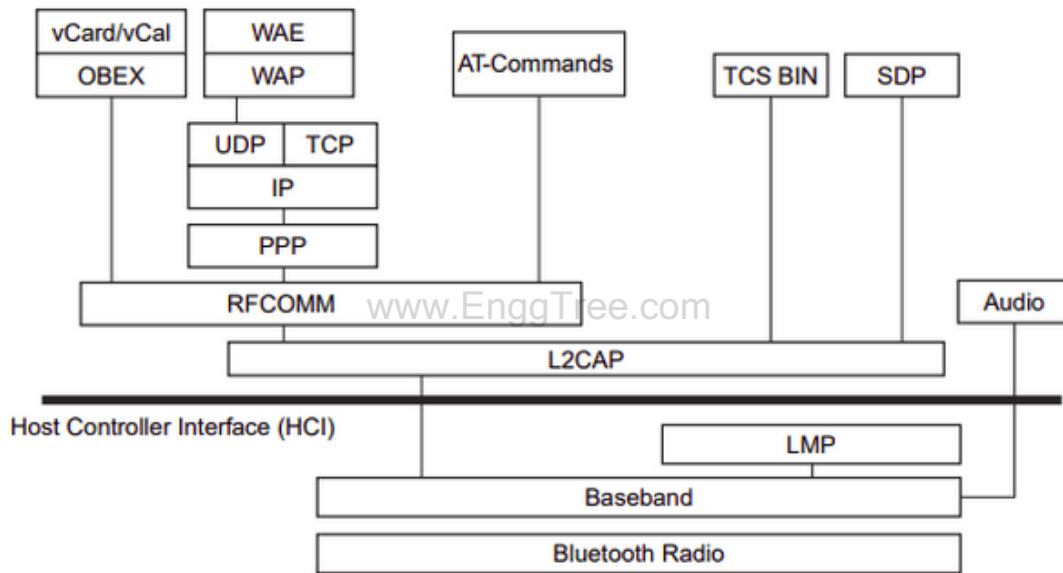 vCard/vCal
OBEX
WAE
WAP
AT-Commands
TCS BIN
SDP
UDP
TCP
IP
PPP
RFCOMM
www.EnggTree.com
Audio
L2CAP
Host Controller Interface (HCI)
LMP
Baseband
Bluetooth Radio